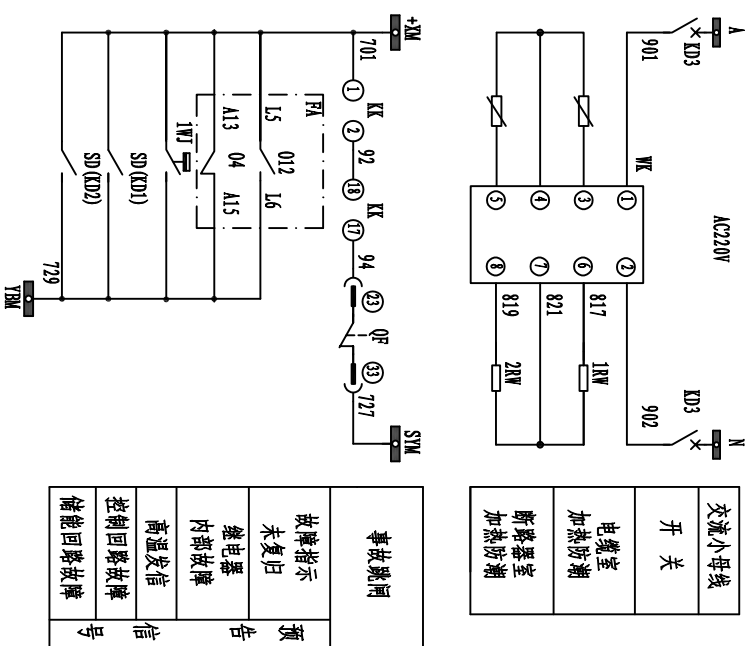 A
N
交流小母线
KD3
KD3
开 关
901
902
WK
AC220V
1
2
3
6
817
1RW
电缆室
加热防潮
4
7
821
5
8
819
2RW
断路器室
加热防潮
+XM
SYM
701
1
KK
2
92
18
KK
17
94
23
QF
33
727
事故跳闸
FA
L5
O12
L6
故障指示
未复归
A13
O4
A15
继电器
内部故障
1WJ
高温发信
SD(KD1)
控制回路故障
SD(KD2)
储能回路故障
729
YBM
预
告
信
号